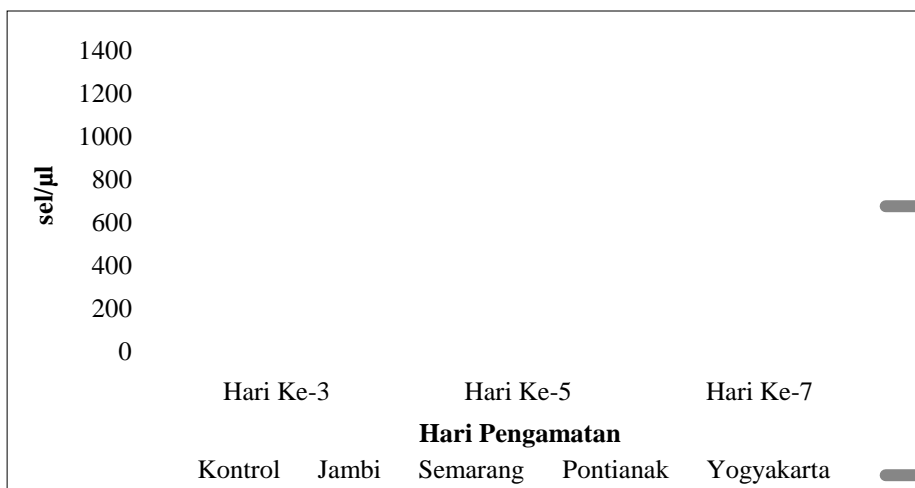 1400
1200
1000
800
600
400
200
0
sel/µl
Hari Ke-3 Hari Ke-5 Hari Ke-7
Hari Pengamatan
Kontrol Jambi Semarang Pontianak Yogyakarta